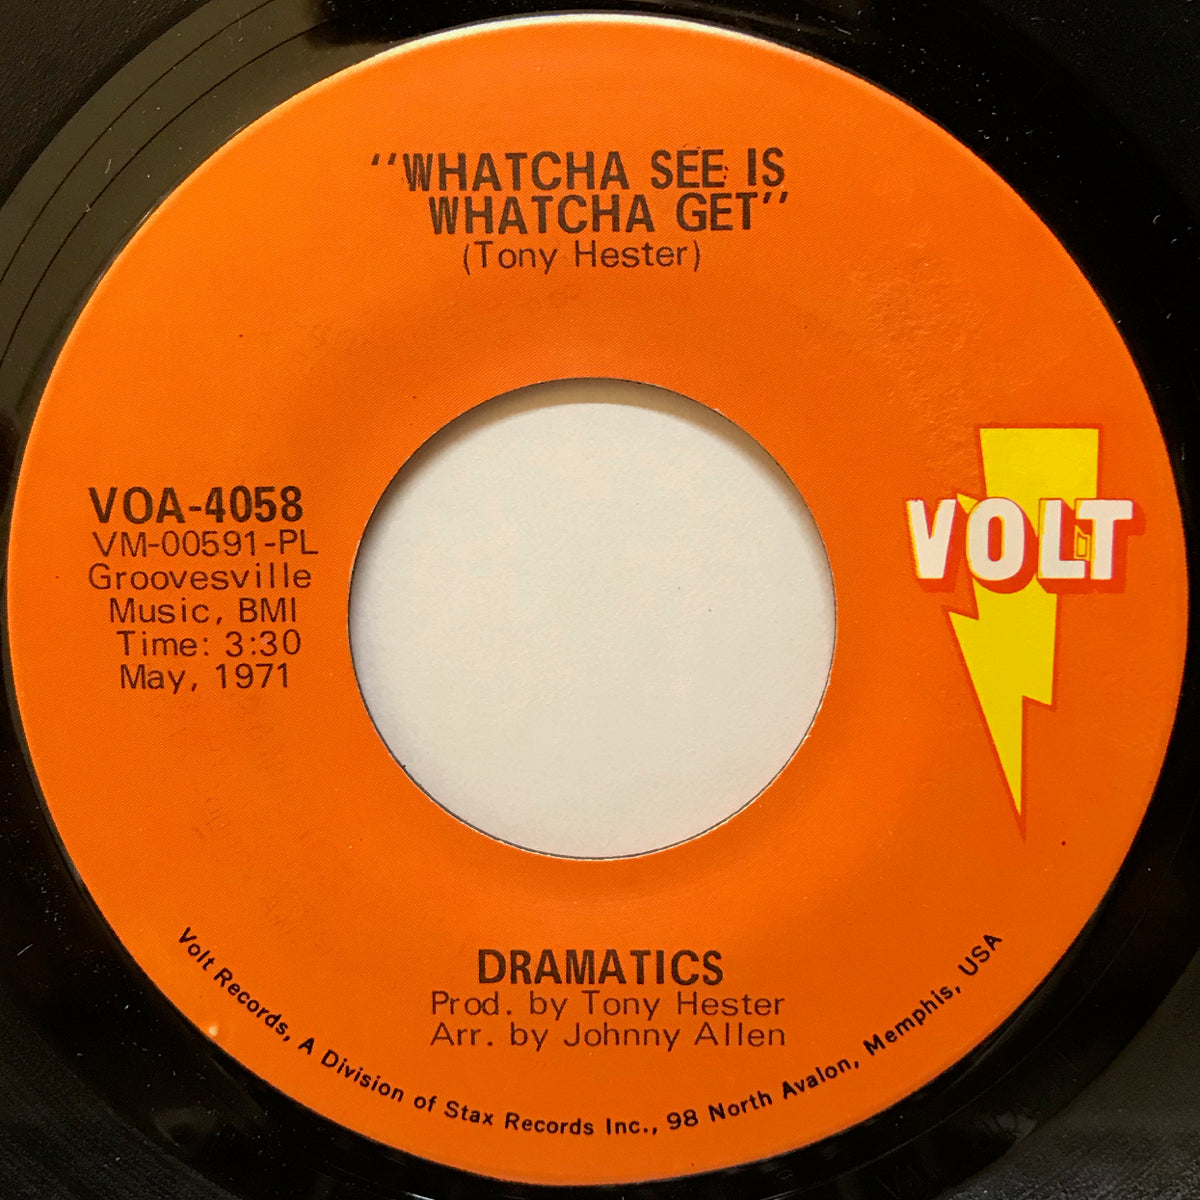 “WHATCHA SEE IS
WHATCHA GET”
(Tony Hester)
VOA-4058
VM-00591-PL
Groovesville
Music, BMI
Time: 3:30
May, 1971
VOLT
DRAMATICS
Prod. by Tony Hester
Arr. by Johnny Allen
Volt Records, A Division of Stax Records Inc., 98 North Avalon, Memphis, USA